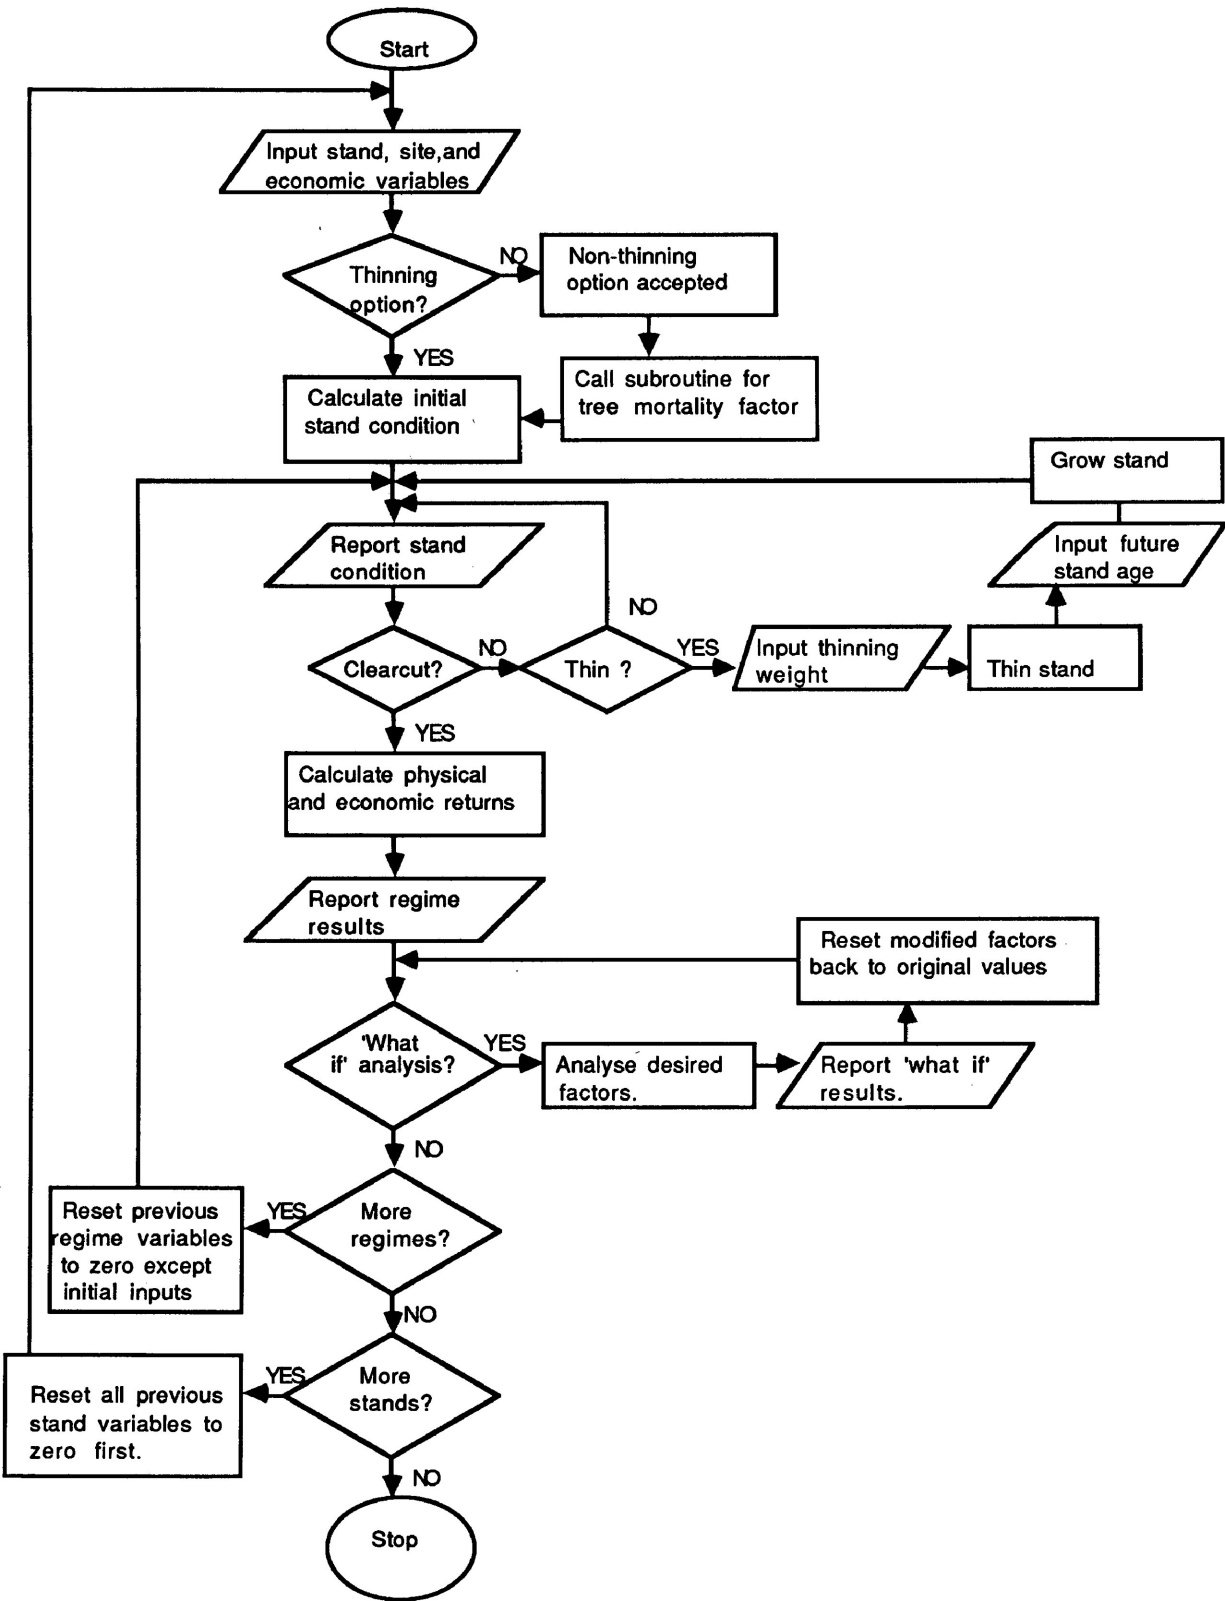 Start
Input stand, site,and
economic variables
Thinning
option?
NO
Non-thinning
option accepted
YES
Call subroutine for
tree mortality factor
Calculate initial
stand condition
Grow stand
Report stand
condition
Input future
stand age
NO
Clearcut?
NO
Thin ?
YES
Input thinning
weight
Thin stand
YES
Calculate physical
and economic returns
Report regime
results
Reset modified factors
back to original values
'What
if' analysis?
YES
Analyse desired
factors.
Report 'what if'
results.
NO
More
regimes?
YES
Reset previous
regime variables
to zero except
initial inputs
NO
More
stands?
YES
Reset all previous
stand variables to
zero first.
NO
Stop